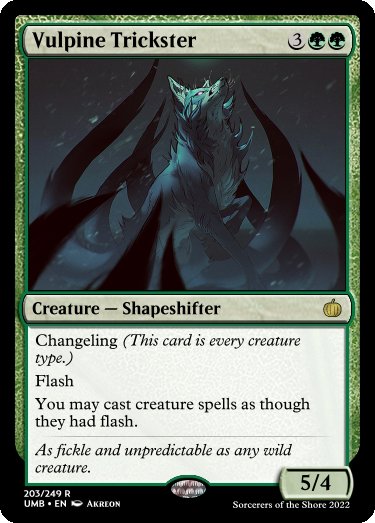 Vulpine Trickster 3
Creature — Shapeshifter
Changeling (This card is every creature
type.)
Flash
You may cast creature spells as though
they had flash.
As fickle and unpredictable as any wild
creature.
5/4
203/249 R
UMB • EN Akreon
Sorcerers of the Shore 2022